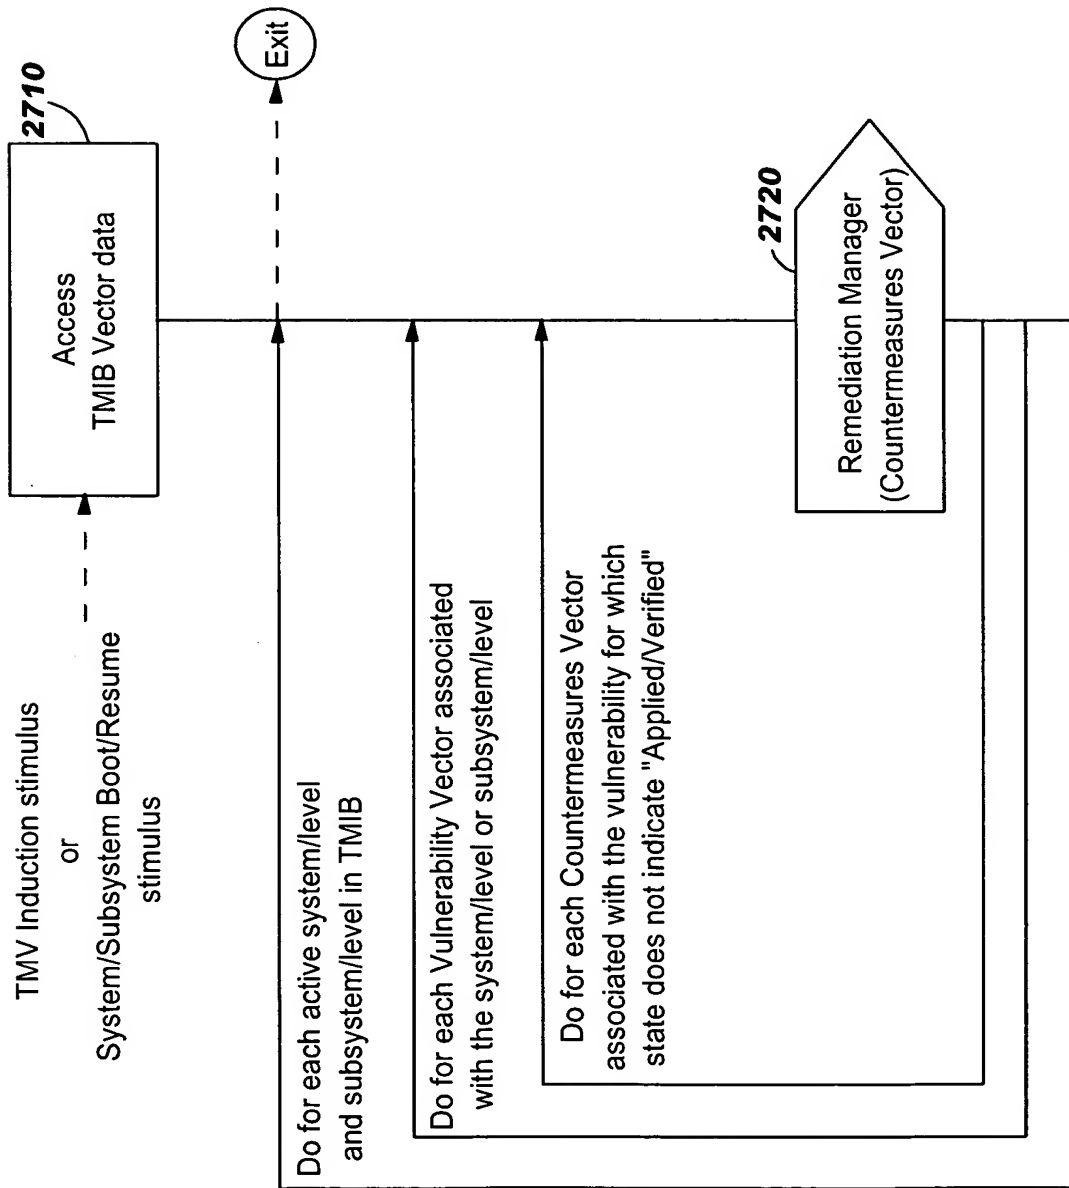 TMV Induction stimulus
or
System/Subsystem Boot/Resume
stimulus
2710
Access
TMIB Vector data
Exit
Do for each active system/level
and subsystem/level in TMIB
Do for each Vulnerability Vector associated
with the system/level or subsystem/level
Do for each Countermeasures Vector
associated with the vulnerability for which
state does not indicate "Applied/Verified"
2720
Remediation Manager
(Countermeasures Vector)